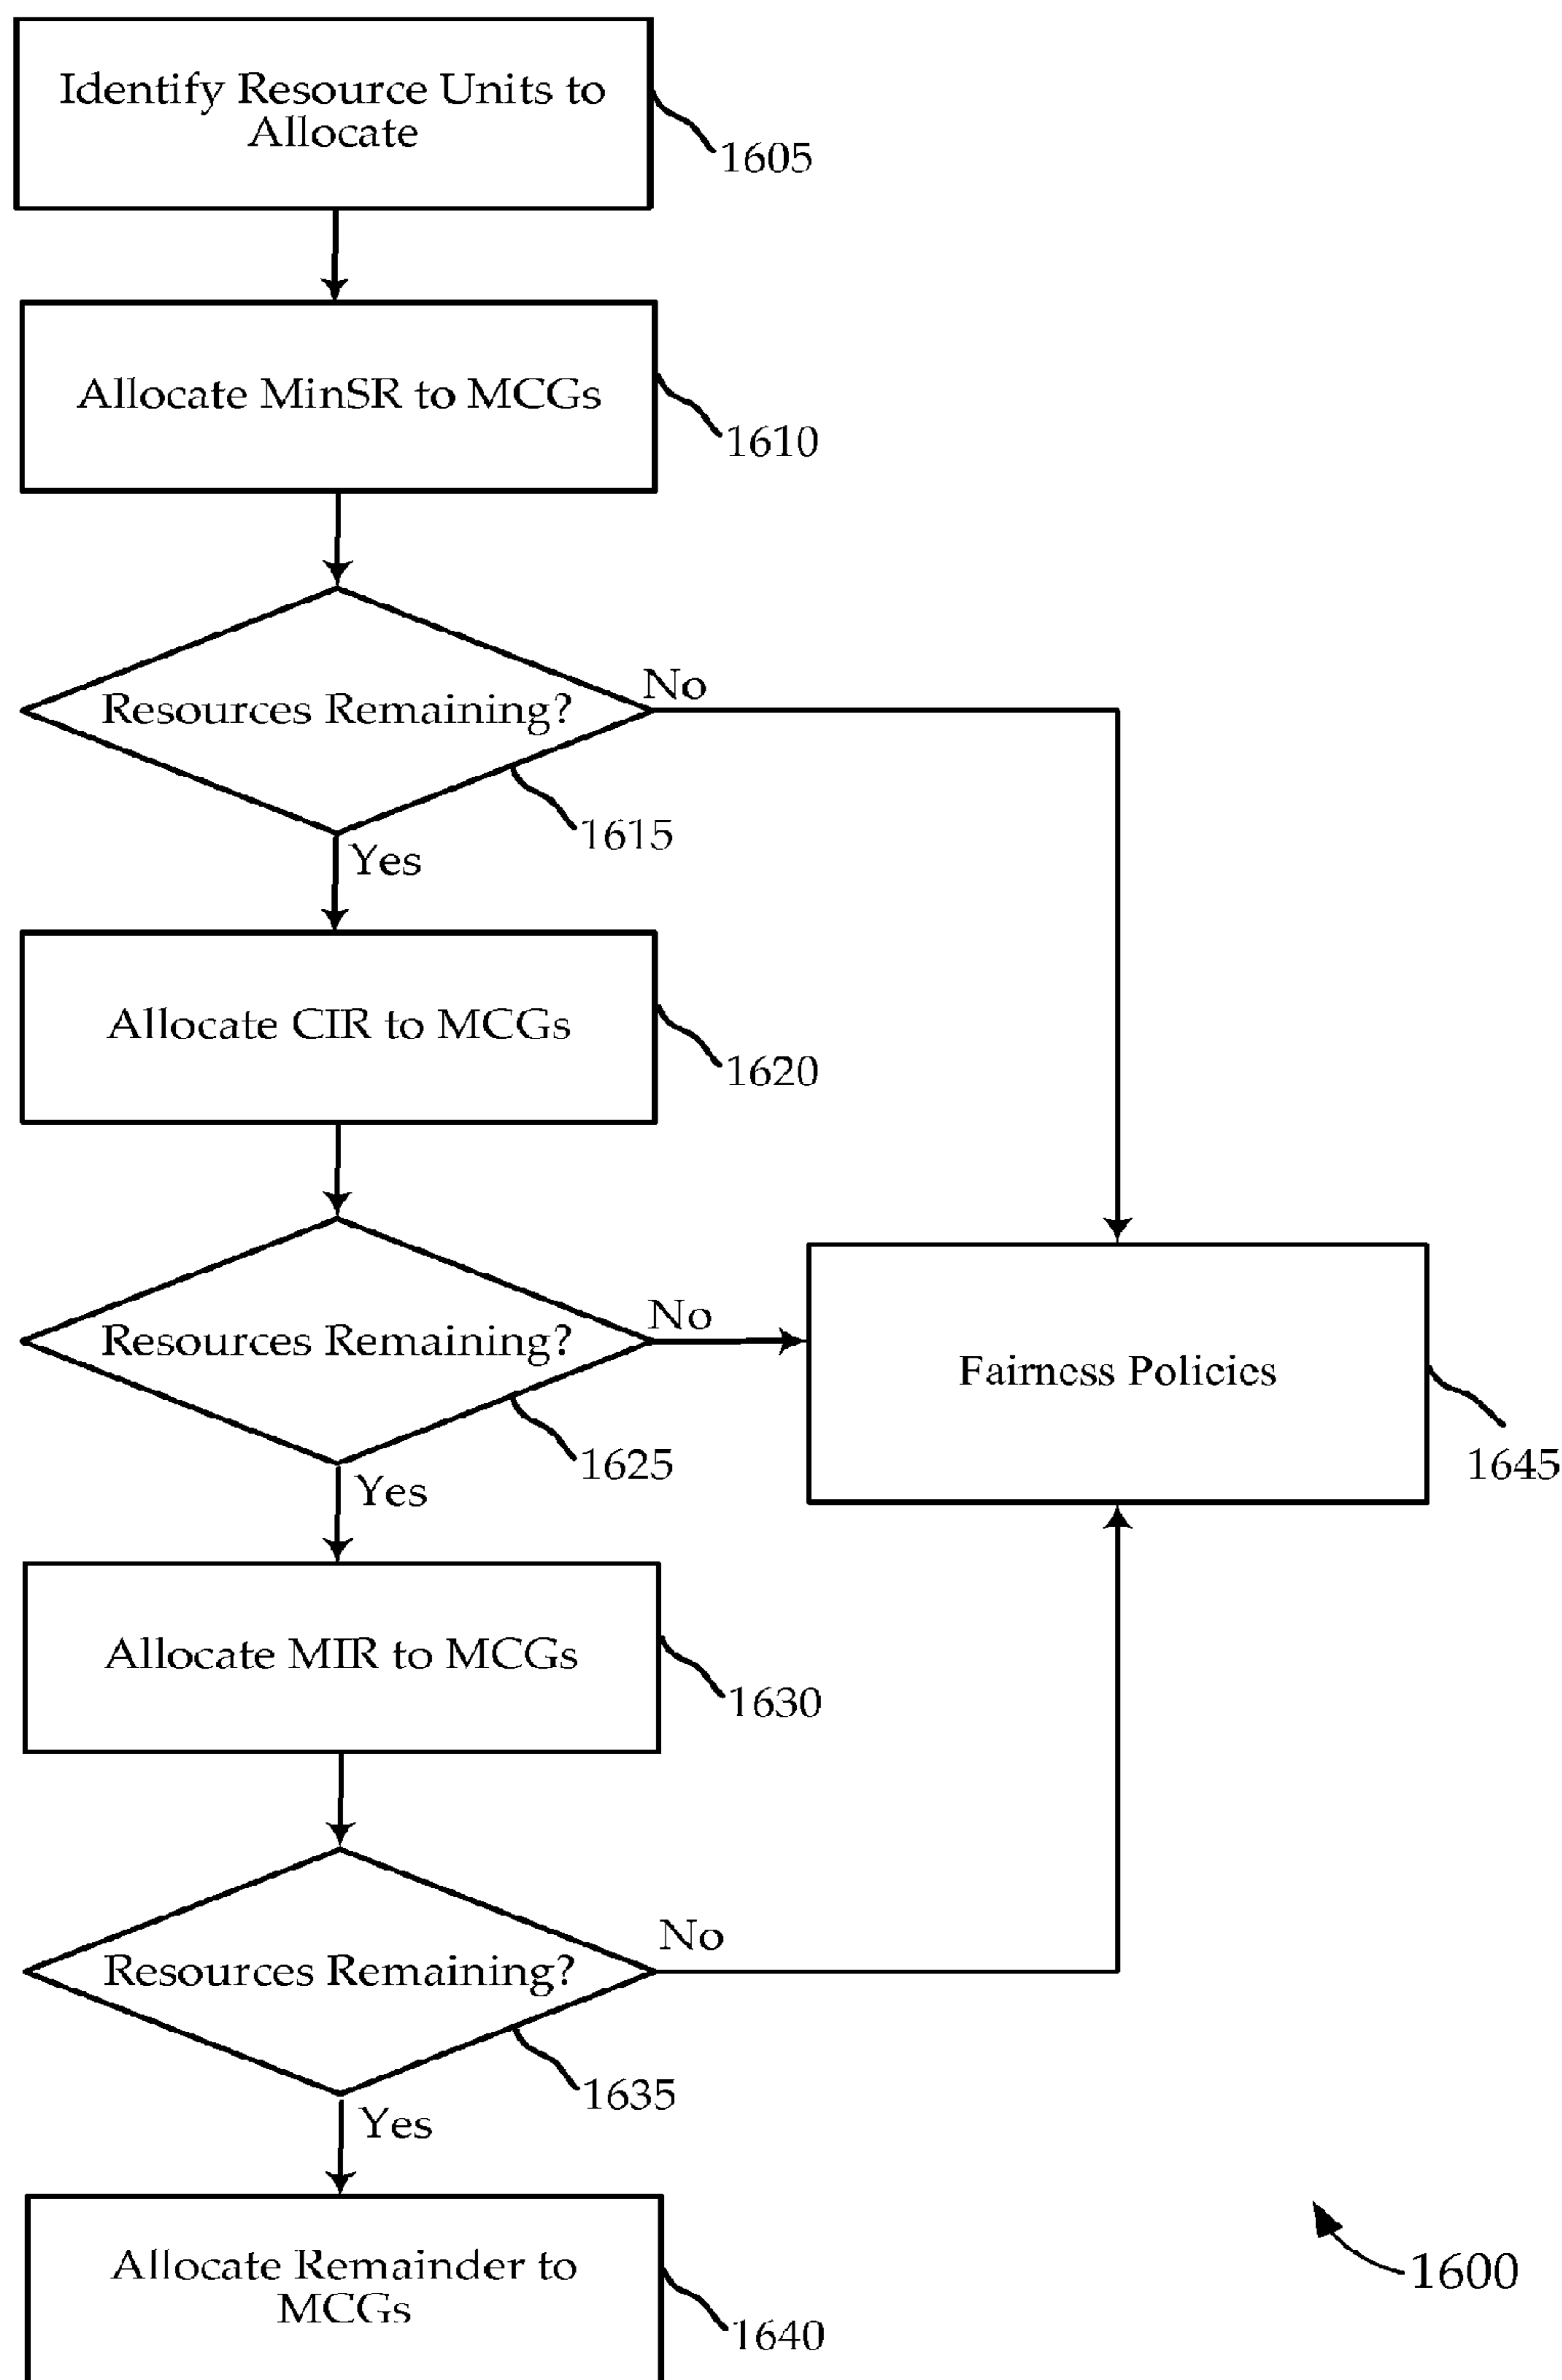 Identify Resource Units to
Allocate
1605
Allocate MinSR to MCGs
1610
No
Resources Remaining?
1615
Yes
Allocate CIR to MCGs
1620
No
Resources Remaining?
1625
Yes
Fairness Policies
1645
Allocate MIR to MCGs
1630
No
Resources Remaining?
1635
Yes
Allocate Remainder to
MCGs
1640
1600